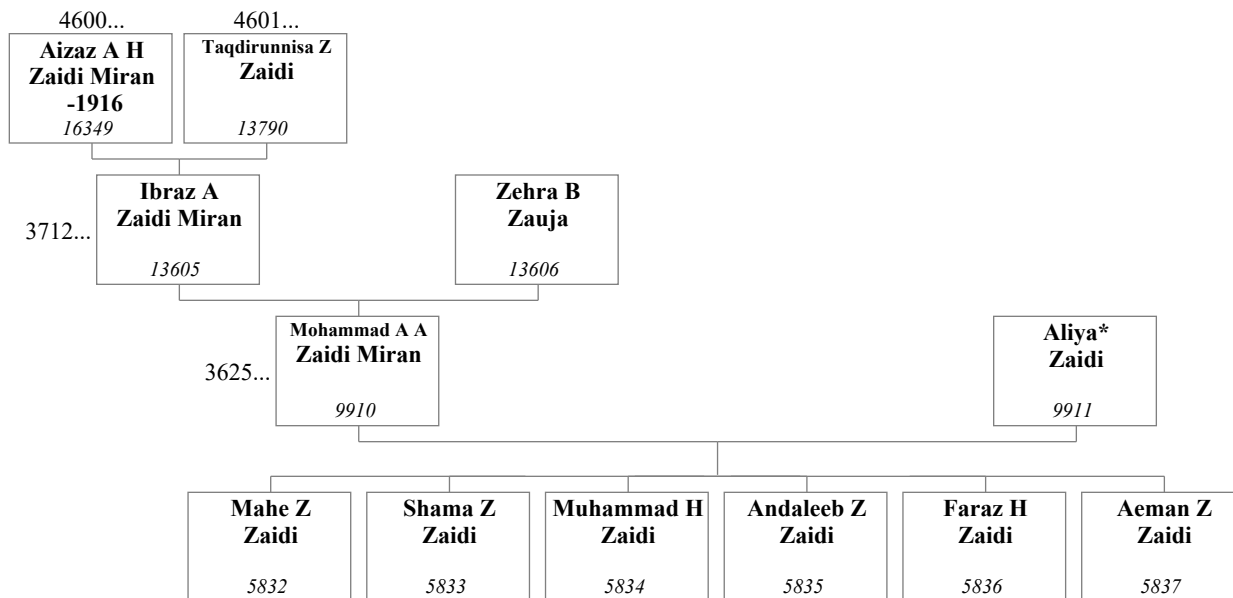 4600...
4601...
Aizaz A H
Zaidi Miran
-1916
16349
Taqdirunnisa Z
Zaidi
13790
3712...
Ibraz A
Zaidi Miran
13605
Zehra B
Zauja
13606
3625...
Mohammad A A
Zaidi Miran
9910
Aliya*
Zaidi
9911
Mahe Z
Zaidi
5832
Shama Z
Zaidi
5833
Muhammad H
Zaidi
5834
Andaleeb Z
Zaidi
5835
Faraz H
Zaidi
5836
Aeman Z
Zaidi
5837